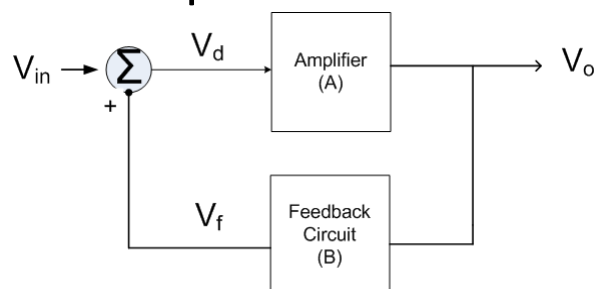 V_d
Amplifier
(A)
V_in
Σ
V_o
+
V_f
Feedback
Circuit
(B)